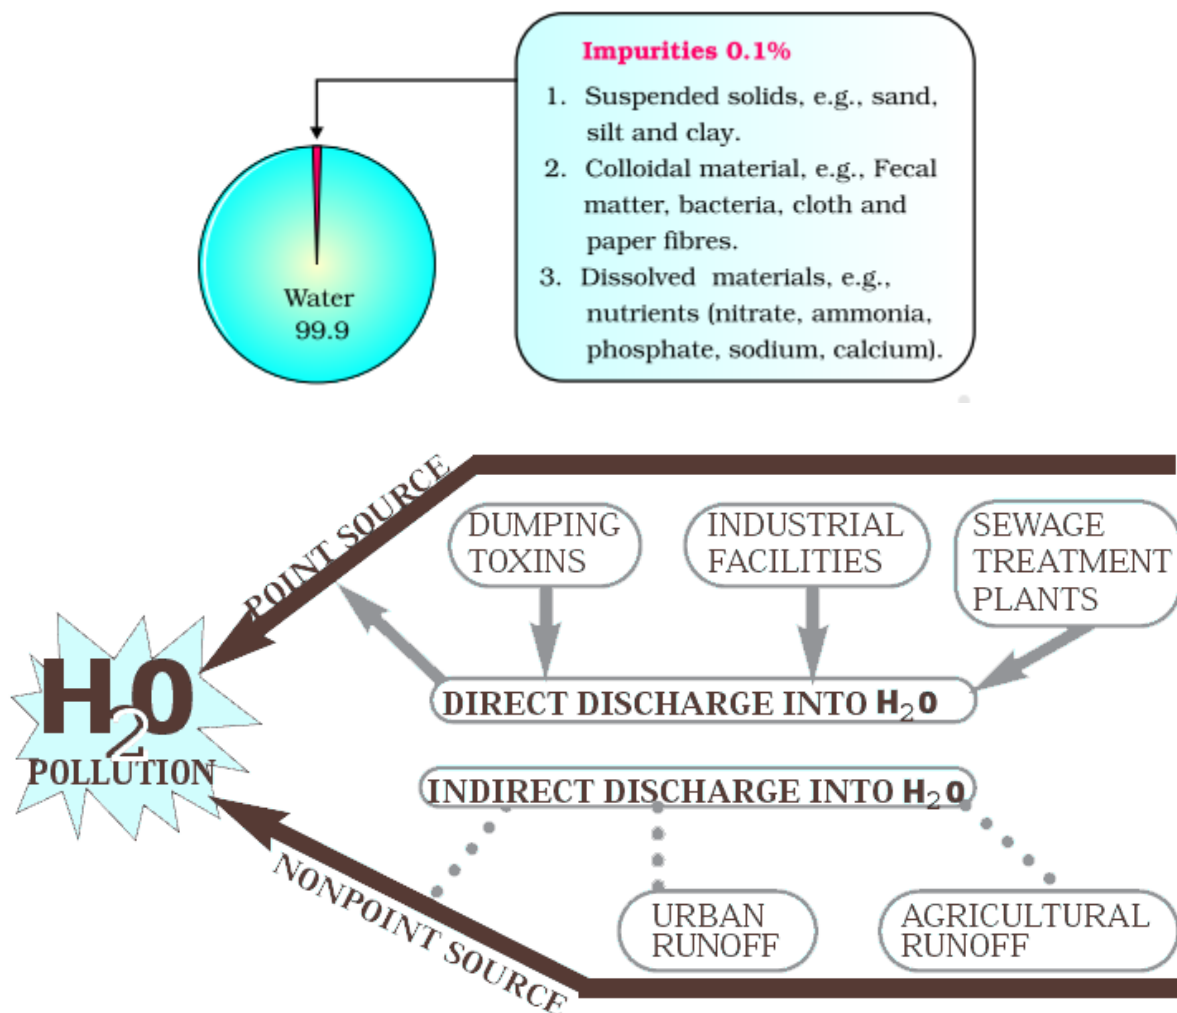 Impurities 0.1%
1. Suspended solids, e.g., sand,
silt and clay.
2. Colloidal material, e.g., Fecal
matter, bacteria, cloth and
paper fibres.
3. Dissolved materials, e.g.,
nutrients (nitrate, ammonia,
phosphate, sodium, calcium).
Water
99.9
POINT SOURCE
DUMPING
TOXINS
INDUSTRIAL
FACILITIES
SEWAGE
TREATMENT
PLANTS
DIRECT DISCHARGE INTO H₂O
H₂O
POLLUTION
INDIRECT DISCHARGE INTO H₂O
NONPOINT SOURCE
URBAN
RUNOFF
AGRICULTURAL
RUNOFF